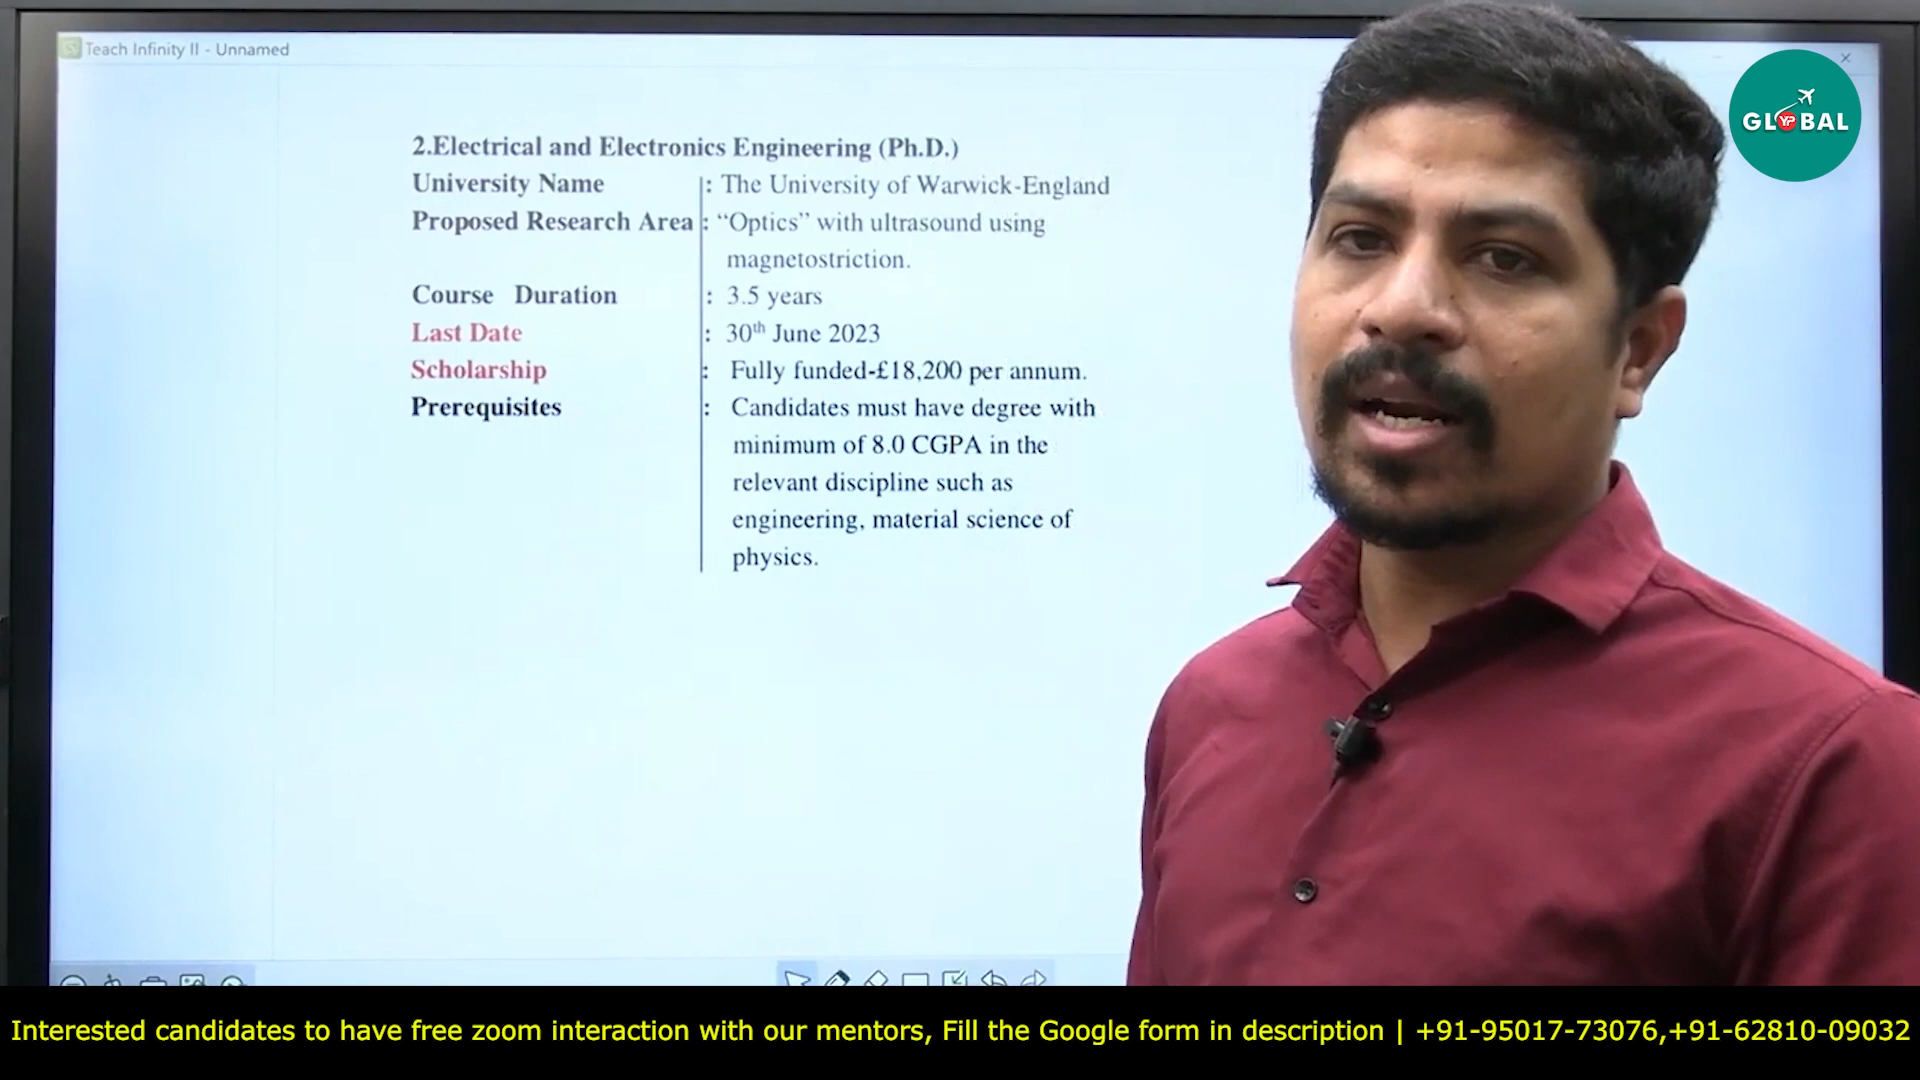 Teach Infinity II - Unnamed
GLOBAL
YP
2.Electrical and Electronics Engineering (Ph.D.)
University Name : The University of Warwick-England
Proposed Research Area : “Optics” with ultrasound using
magnetostriction.
Course Duration : 3.5 years
Last Date : 30th June 2023
Scholarship : Fully funded-£18,200 per annum.
Prerequisites : Candidates must have degree with
minimum of 8.0 CGPA in the
relevant discipline such as
engineering, material science of
physics.
Interested candidates to have free zoom interaction with our mentors, Fill the Google form in description | +91-95017-73076,+91-62810-09032